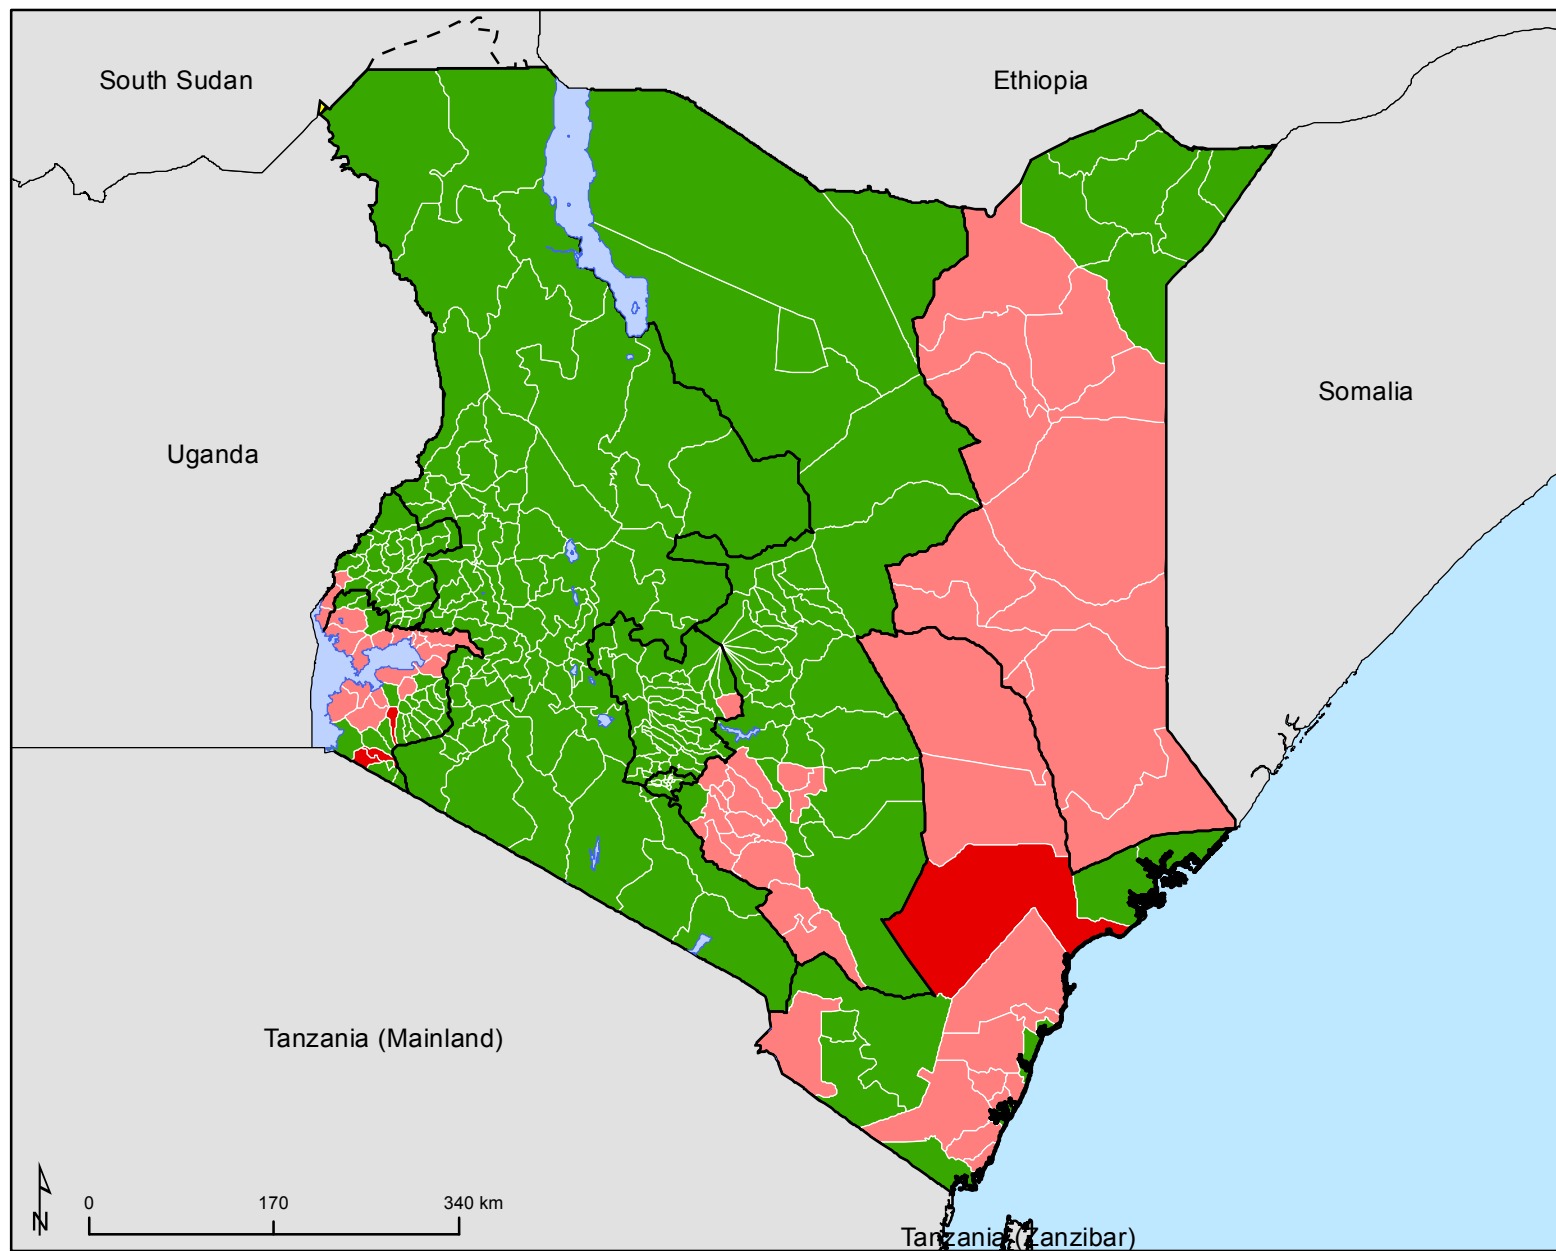 South Sudan
Ethiopia
Somalia
Uganda
Tanzania (Mainland)
N
0 170 340 km
Tanzania (Zanzibar)